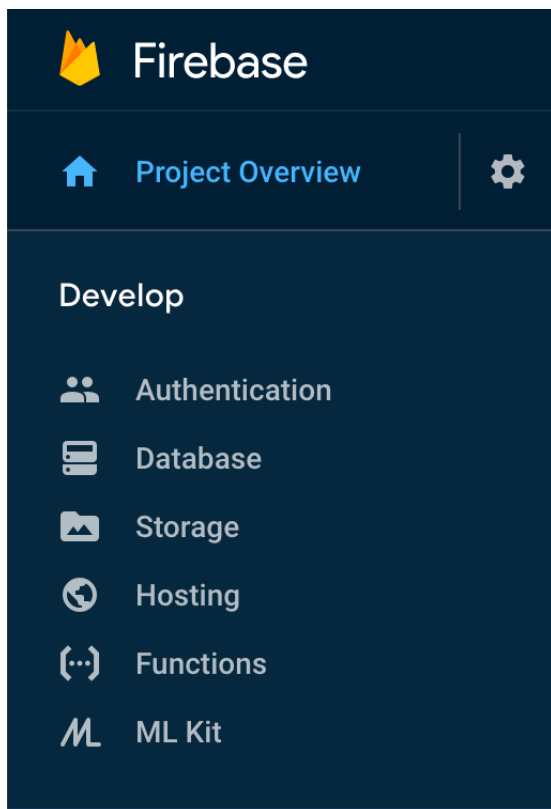 Firebase
Project Overview
Develop
Authentication
Database
Storage
Hosting
Functions
ML Kit